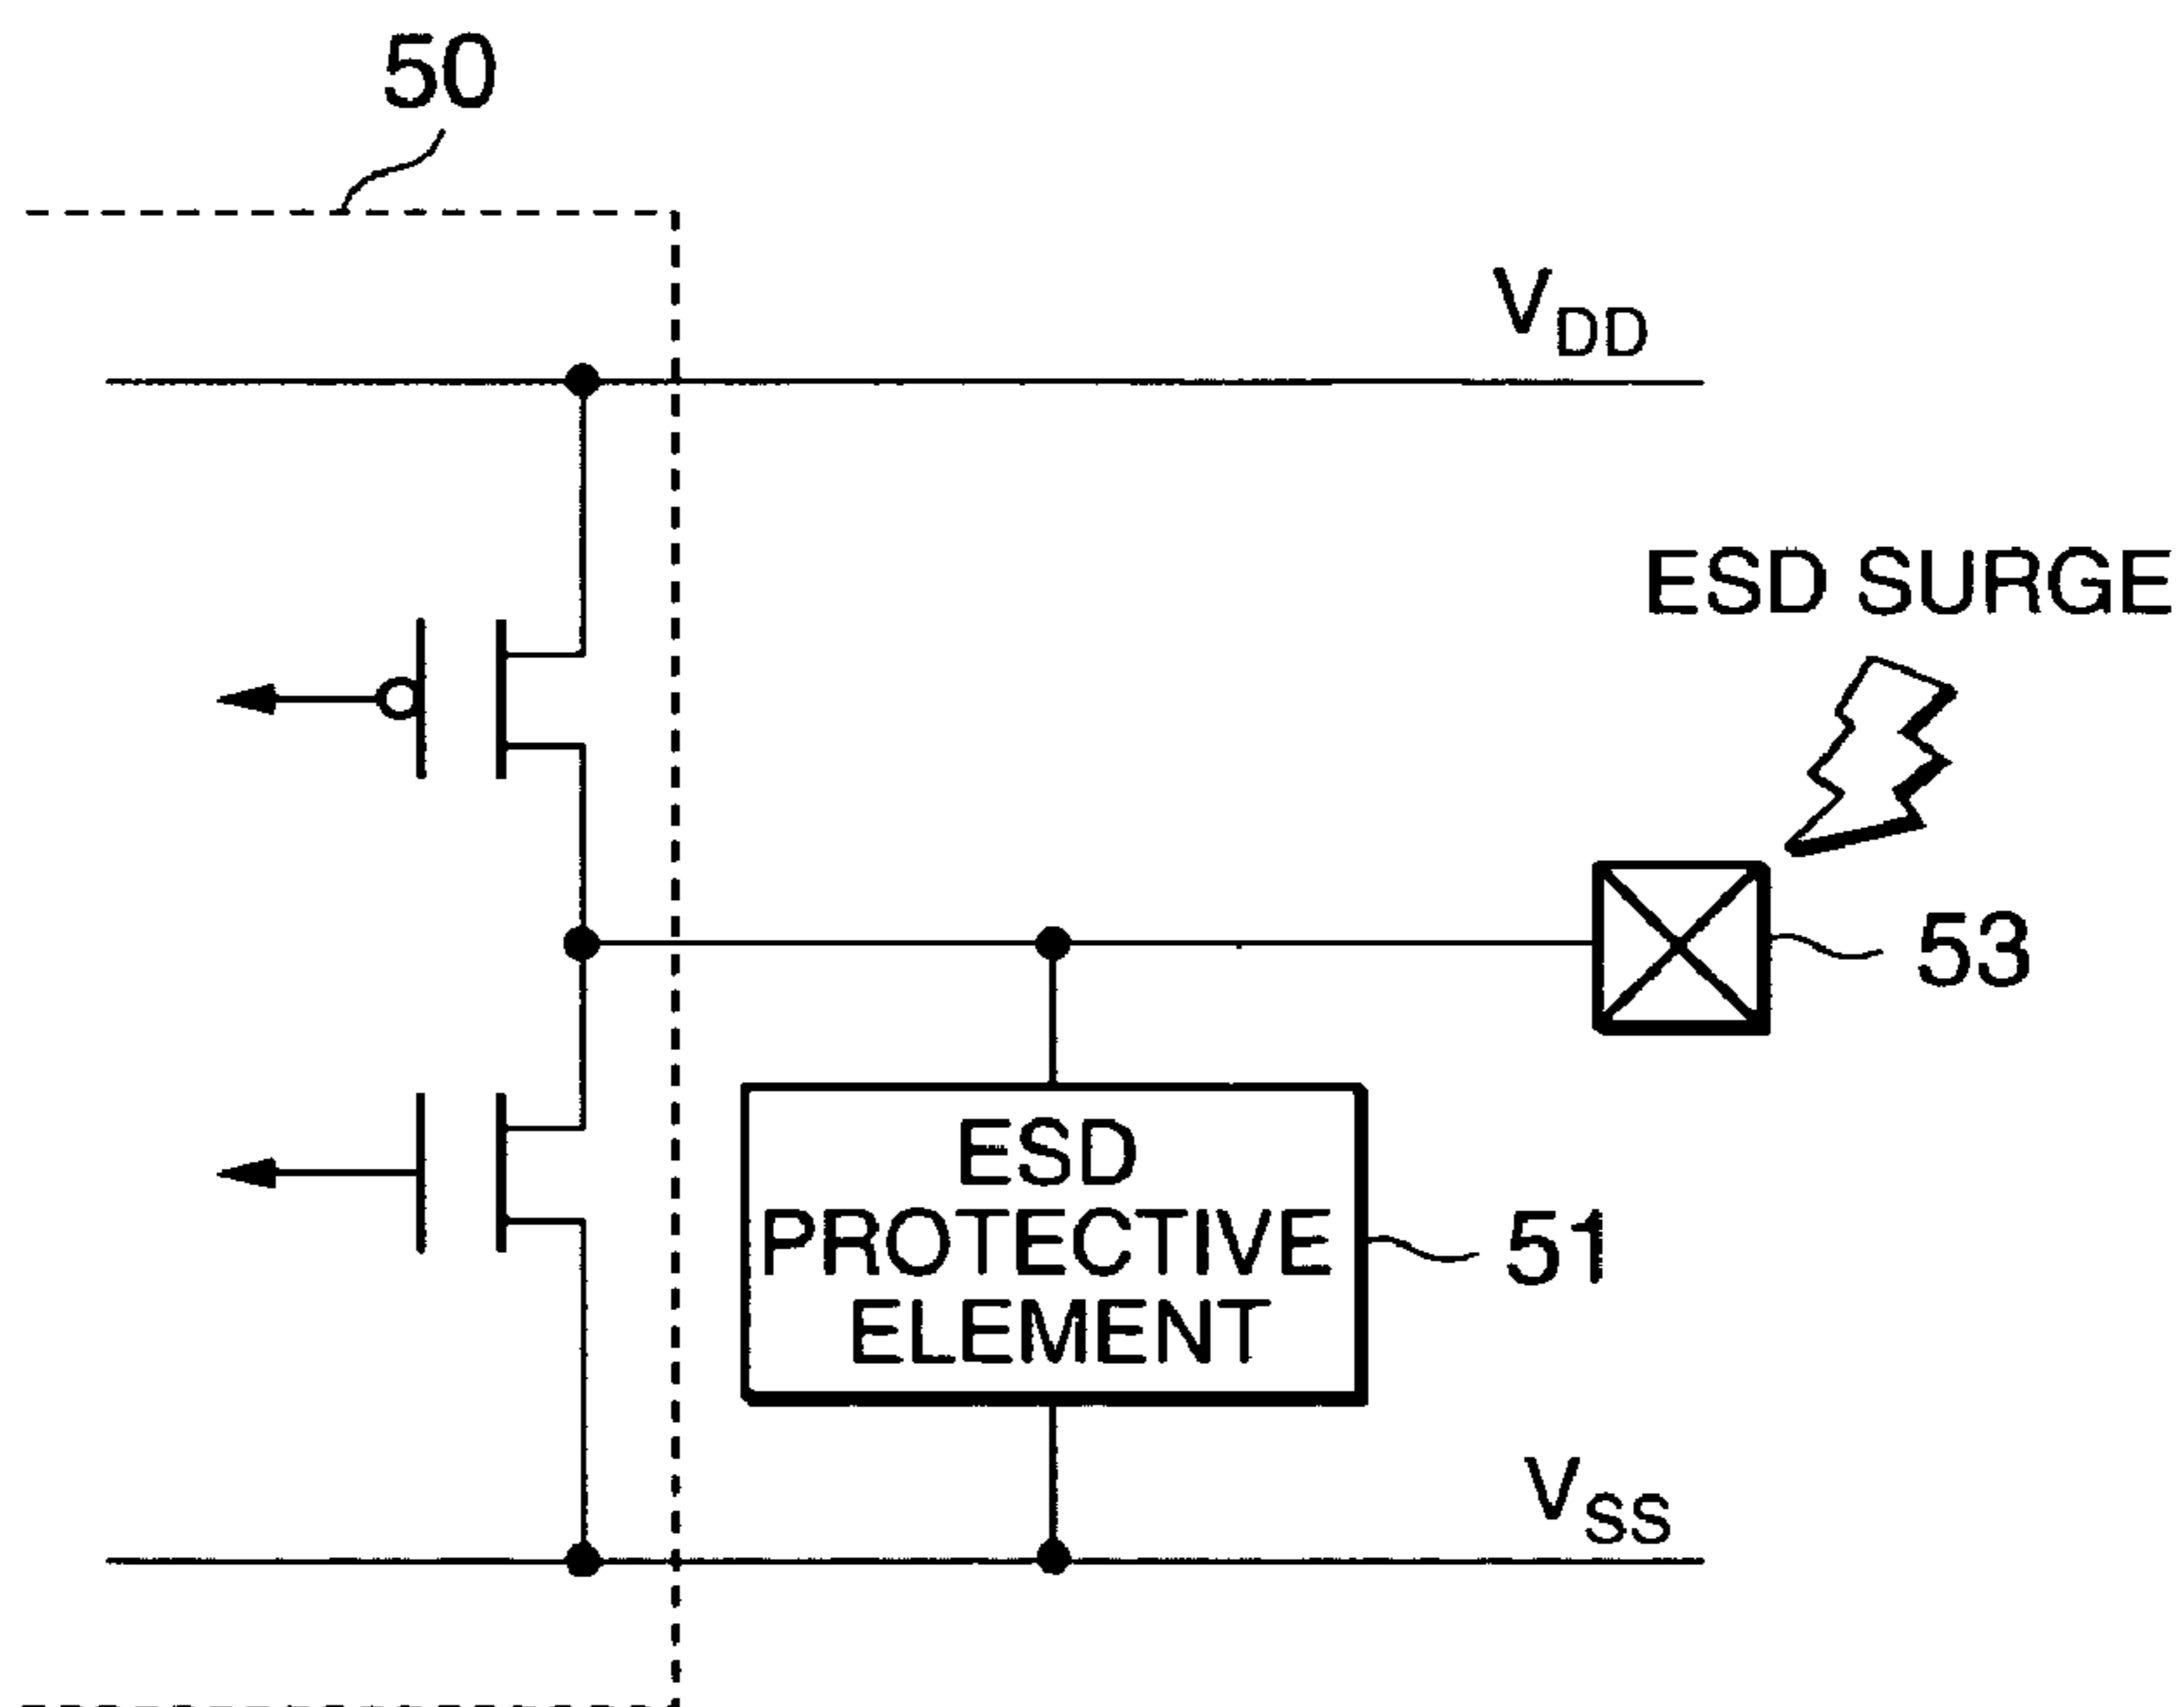 50
VDD
ESD SURGE
53
ESD
PROTECTIVE
ELEMENT
51
VSS